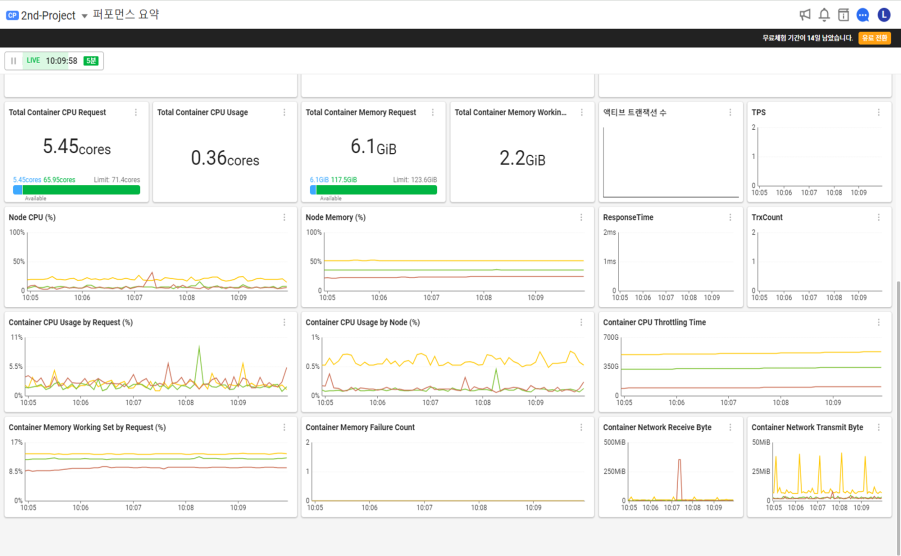 CP 2nd-Project 퍼포먼스 요약 L
무료체험 기간이 14일 남았습니다. 유료 전환
LIVE 10:09:58 5분
Total Container CPU Request
5.45cores
5.45cores 65.95cores Limit: 71.4cores
Available
Total Container CPU Usage
0.36cores
Total Container Memory Request
6.1GiB
6.1GiB 117.5GiB Limit: 123.6GiB
Available
Total Container Memory Workin...
2.2GiB
액티브 트랜잭션 수
TPS
2
1
0
10:05 10:06 10:07 10:08 10:09
Node CPU (%)
100%
50%
0
10:05 10:06 10:07 10:08 10:09
Node Memory (%)
100%
50%
0
10:05 10:06 10:07 10:08 10:09
ResponseTime
2ms
1ms
0
10:05 10:06 10:07 10:08 10:09
TrxCount
2
1
0
10:05 10:06 10:07 10:08 10:09
Container CPU Usage by Request (%)
11%
5.5%
0%
10:05 10:06 10:07 10:08 10:09
Container CPU Usage by Node (%)
1%
0.5%
0%
10:05 10:06 10:07 10:08 10:09
Container CPU Throttling Time
700S
350S
0
10:05 10:06 10:07 10:08 10:09
Container Memory Working Set by Request (%)
17%
8.5%
0%
10:05 10:06 10:07 10:08 10:09
Container Memory Failure Count
2
1
0
10:05 10:06 10:07 10:08 10:09
Container Network Receive Byte
500MiB
250MiB
0
10:05 10:06 10:07 10:08 10:09
Container Network Transmit Byte
50MiB
25MiB
0
10:05 10:06 10:07 10:08 10:09